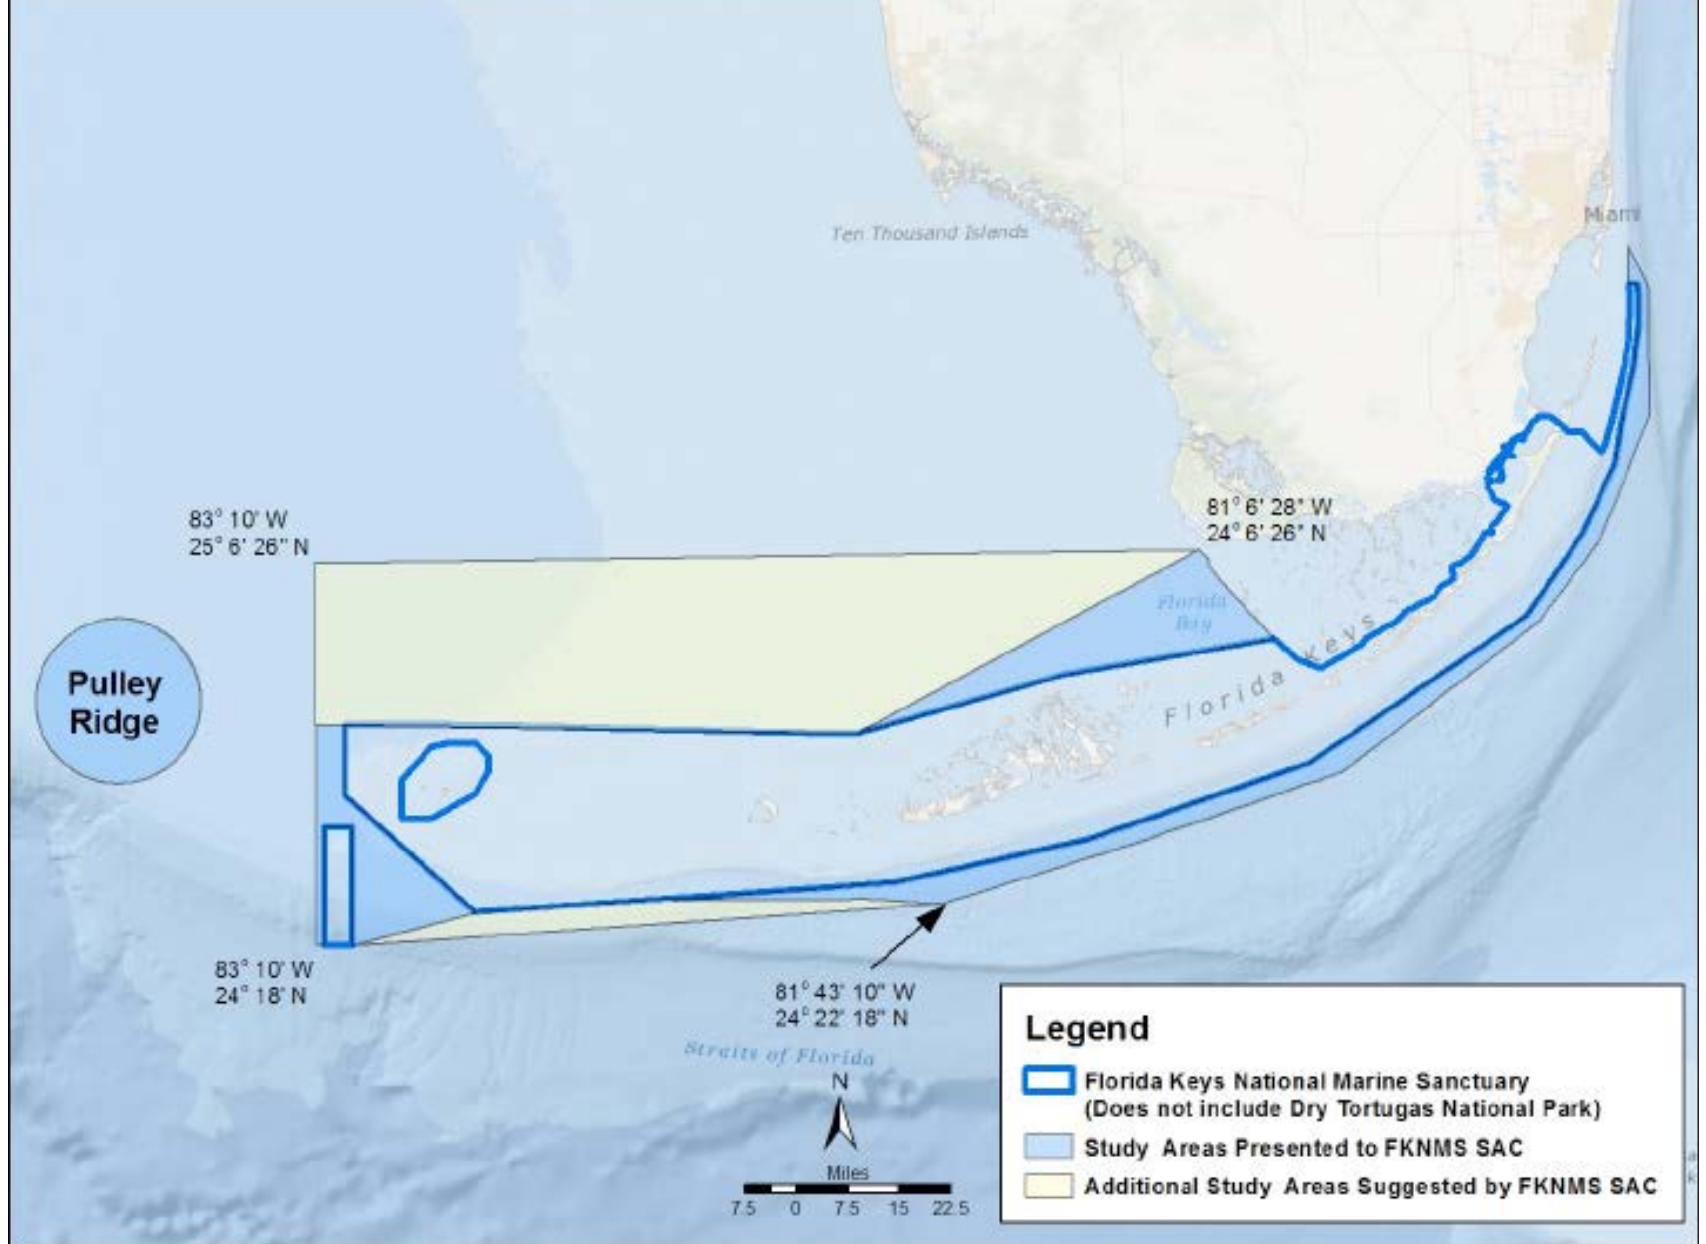 Miami
Ten Thousand Islands
83° 10' W
25° 6' 26" N
81° 6' 28" W
24° 6' 26" N
Florida
Bay
Pulley
Ridge
Florida Keys
83° 10' W
24° 18' N
81° 43' 10" W
24° 22' 18" N
Straits of Florida
N
Miles
7.5 0 7.5 15 22.5
Legend
Florida Keys National Marine Sanctuary
(Does not include Dry Tortugas National Park)
Study Areas Presented to FKNMS SAC
Additional Study Areas Suggested by FKNMS SAC